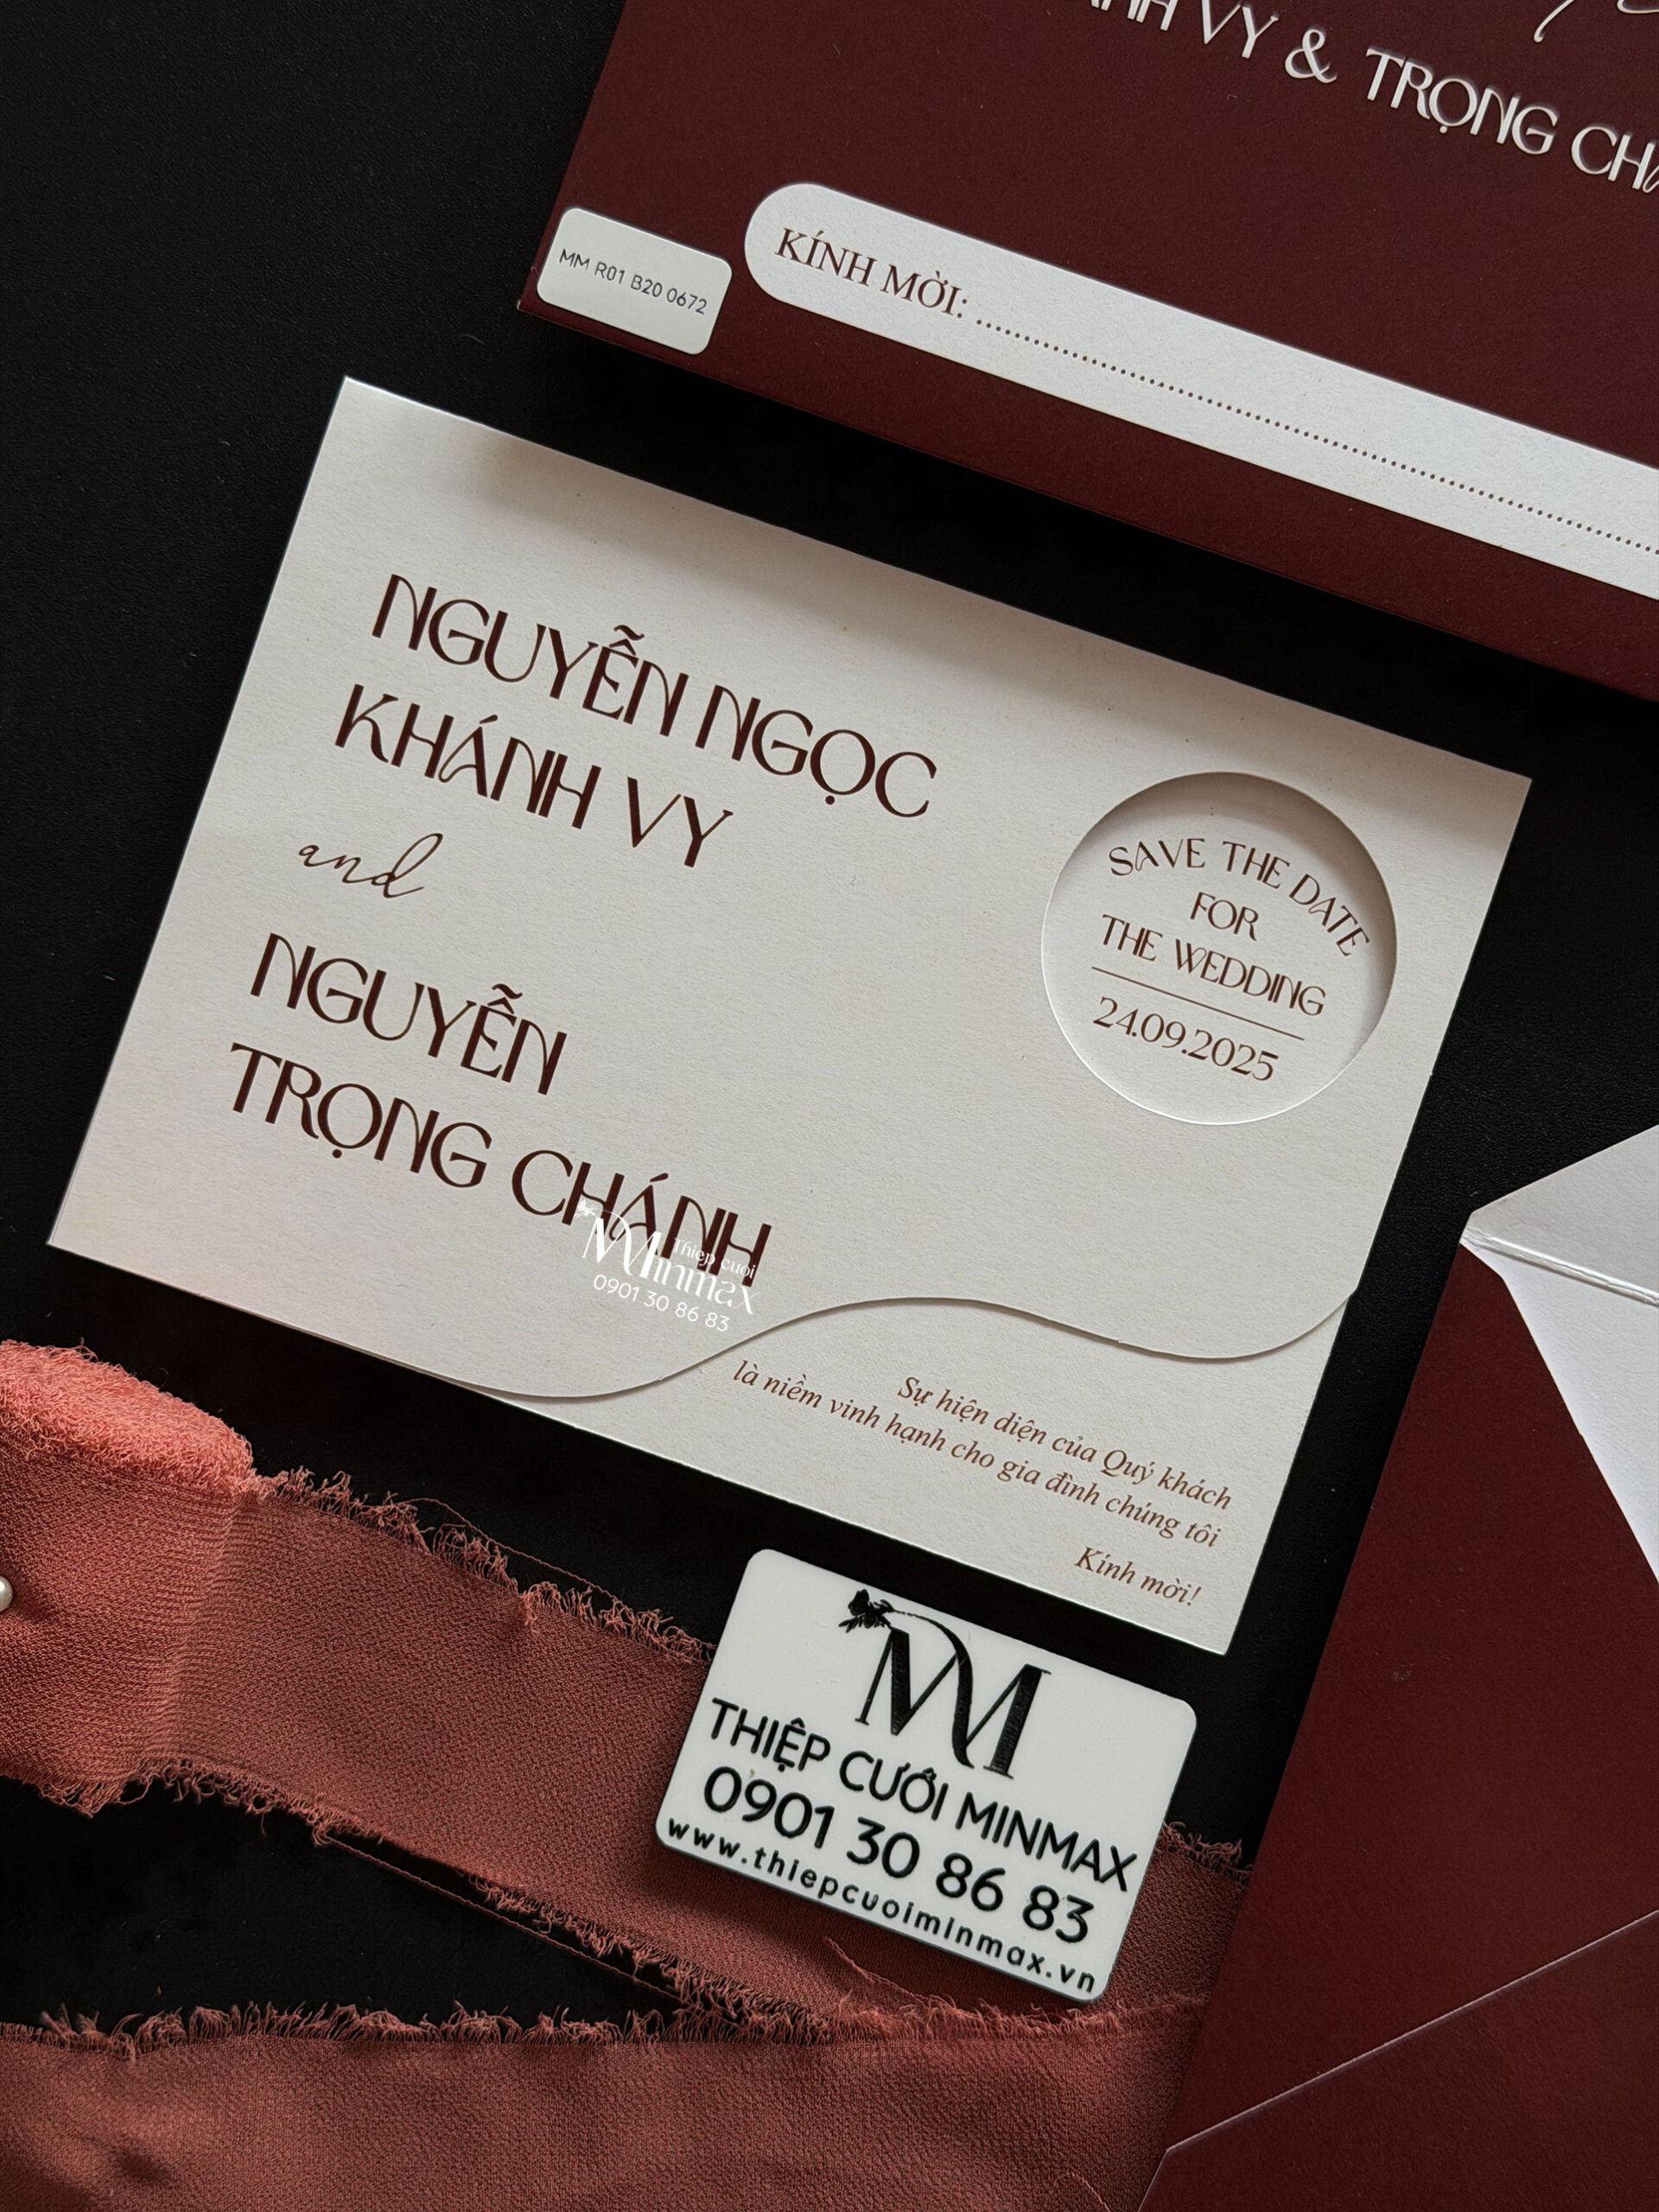 VY & TRỌNG
KÍNH MỜI:
MM R01 B20 0672
NGUYỄN NGỌC
KHÁNH VY
and
NGUYỄN
TRỌNG CHÁNH
SAVE THE DATE
FOR
THE WEDDING
24.09.2025
Thiệp cưới
Minmax
0901 30 86 83
Sự hiện diện của Quý khách
là niềm vinh hạnh cho gia đình chúng tôi
Kính mời!
THIỆP CƯỚI MINMAX
0901 30 86 83
www.thiepcuoiminmax.vn